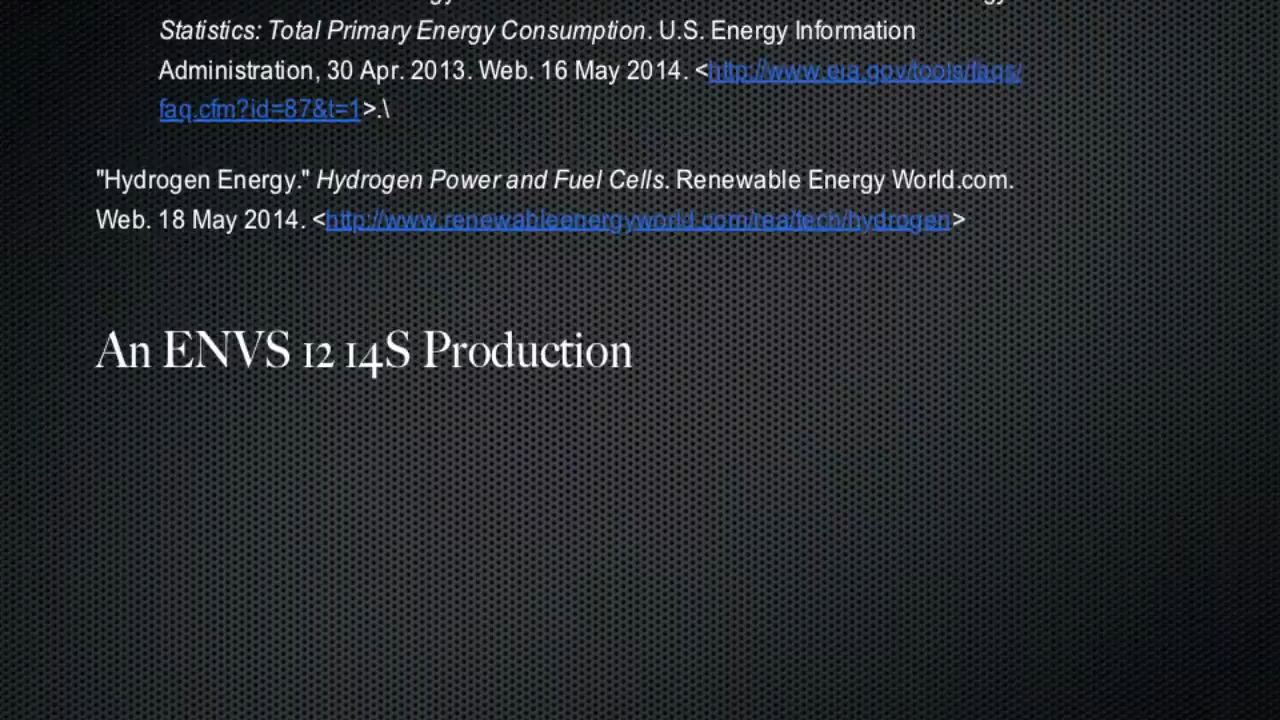 Statistics: Total Primary Energy Consumption. U.S. Energy Information
Administration, 30 Apr. 2013. Web. 16 May 2014. <http://www.eia.gov/tools/faqs/
faq.cfm?id=87&t=1>.\
"Hydrogen Energy." Hydrogen Power and Fuel Cells. Renewable Energy World.com.
Web. 18 May 2014. <http://www.renewableenergyworld.com/rea/tech/hydrogen>
An ENVS 12 14S Production